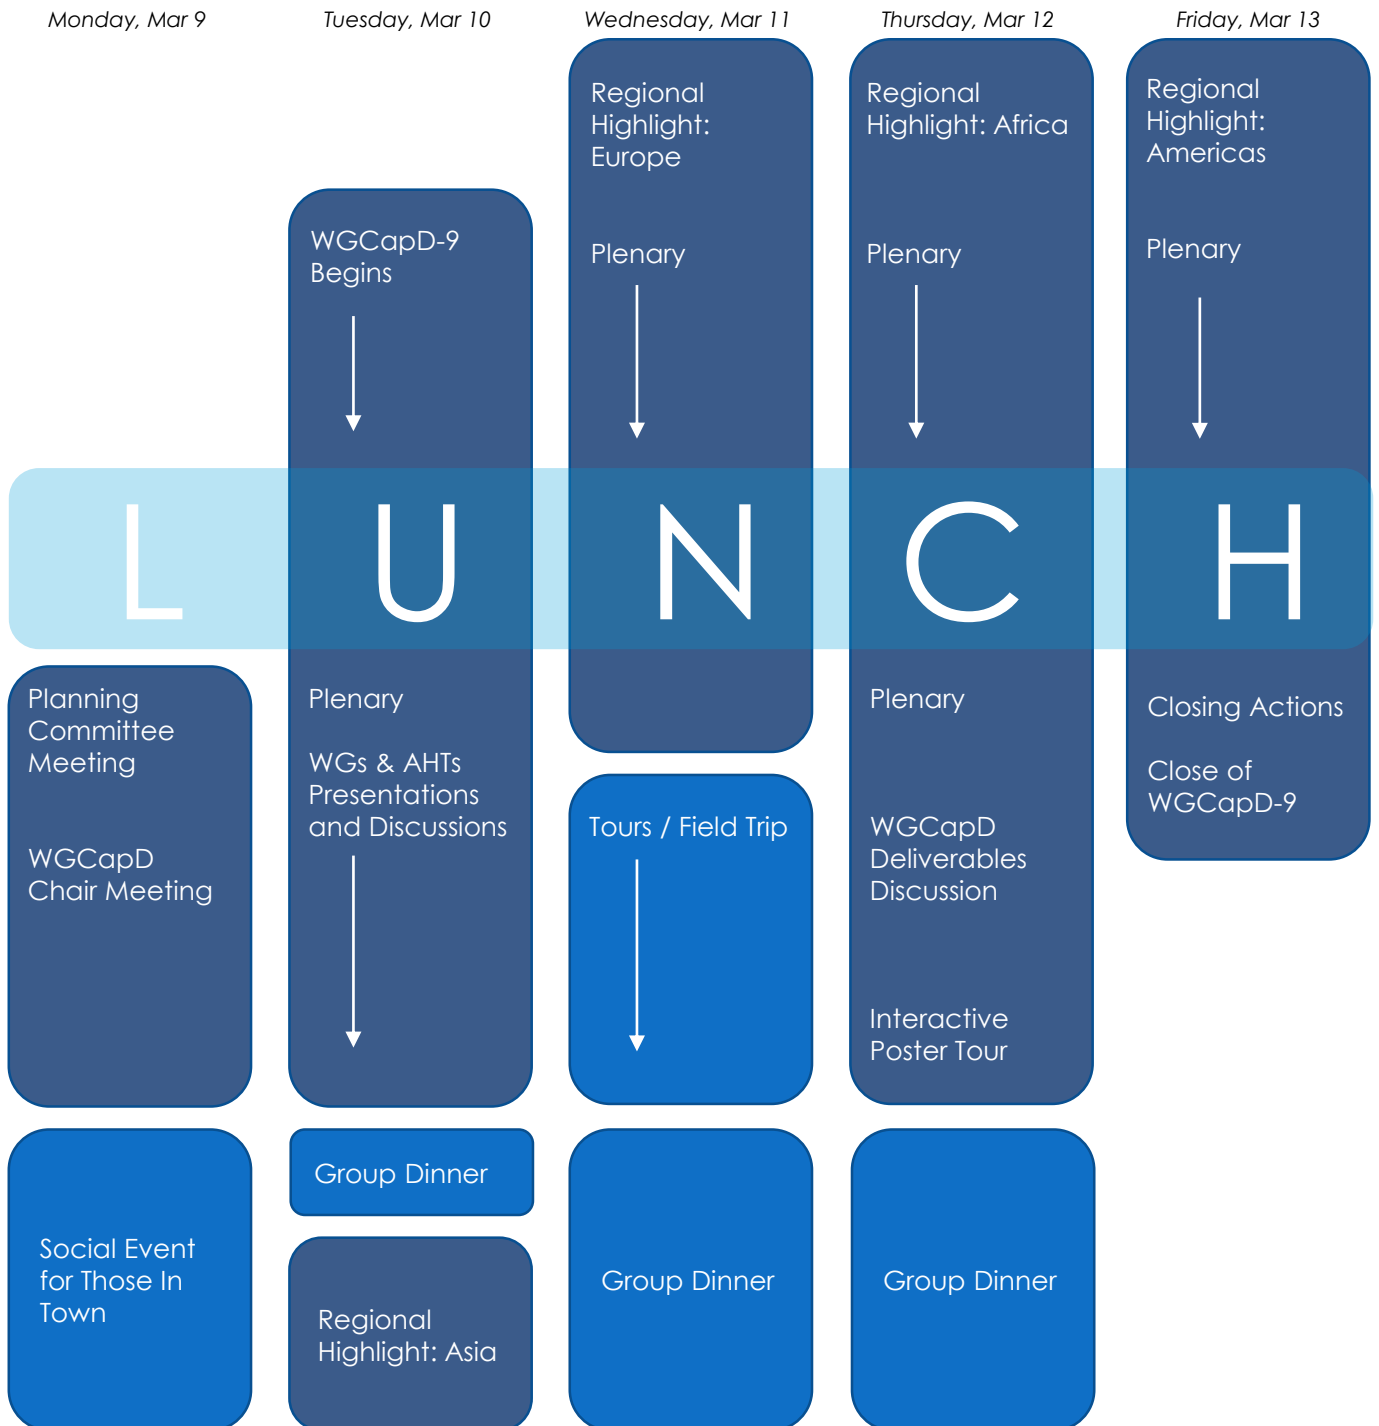 Monday, Mar 9
Tuesday, Mar 10
Wednesday, Mar 11
Thursday, Mar 12
Friday, Mar 13
WGCapD-9
Begins
Regional
Highlight:
Europe
Plenary
Regional
Highlight: Africa
Plenary
Regional
Highlight:
Americas
Plenary
L U N C H
Planning
Committee
Meeting
WGCapD
Chair Meeting
Social Event
for Those In
Town
Plenary
WGs & AHTs
Presentations
and Discussions
Group Dinner
Regional
Highlight: Asia
Tours / Field Trip
Group Dinner
Plenary
WGCapD
Deliverables
Discussion
Interactive
Poster Tour
Group Dinner
Closing Actions
Close of
WGCapD-9